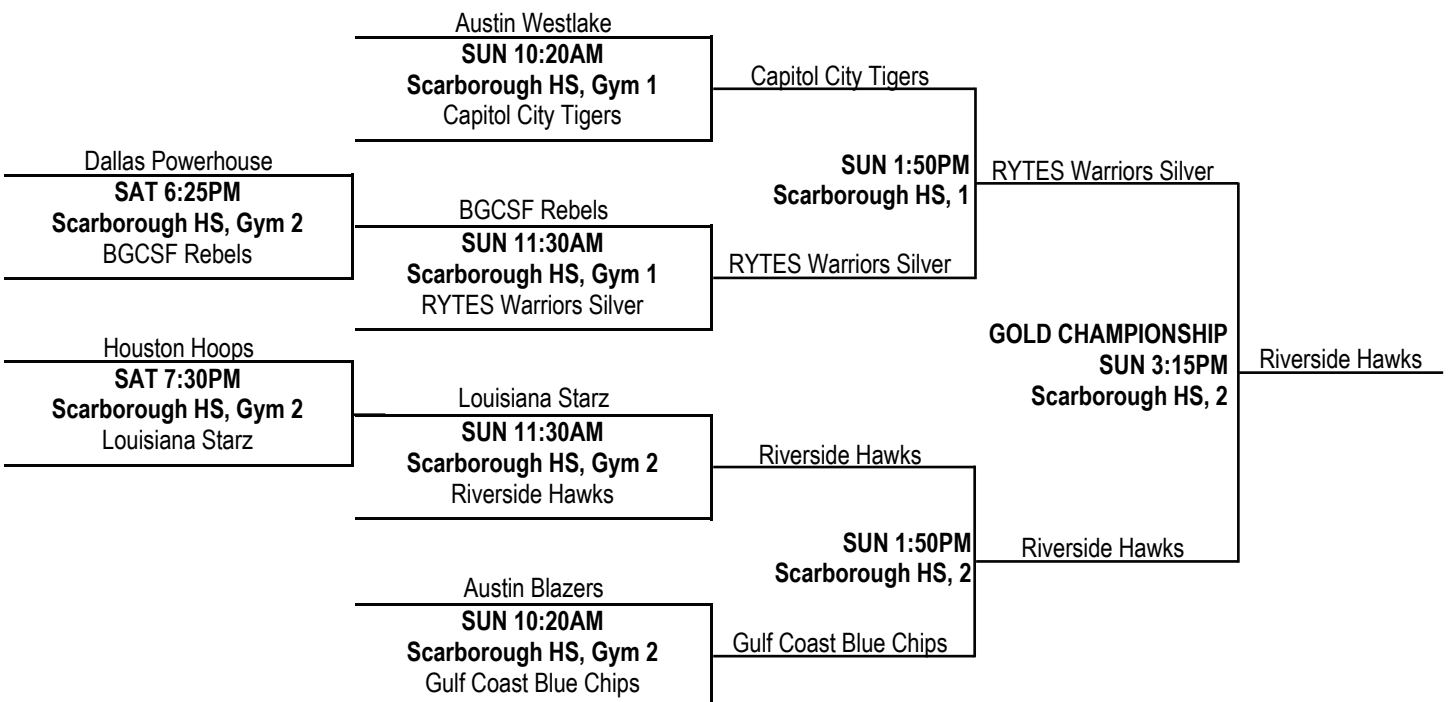 Austin Westlake
SUN 10:20AM
Scarborough HS, Gym 1
Capitol City Tigers
Dallas Powerhouse
SAT 6:25PM
Scarborough HS, Gym 2
BGCSF Rebels
BGCSF Rebels
SUN 11:30AM
Scarborough HS, Gym 1
RYTES Warriors Silver
Houston Hoops
SAT 7:30PM
Scarborough HS, Gym 2
Louisiana Starz
Louisiana Starz
SUN 11:30AM
Scarborough HS, Gym 2
Riverside Hawks
Austin Blazers
SUN 10:20AM
Scarborough HS, Gym 2
Gulf Coast Blue Chips
Capitol City Tigers
SUN 1:50PM
Scarborough HS, 1
RYTES Warriors Silver
Riverside Hawks
SUN 1:50PM
Scarborough HS, 2
Gulf Coast Blue Chips
RYTES Warriors Silver
GOLD CHAMPIONSHIP
SUN 3:15PM
Scarborough HS, 2
Riverside Hawks
Riverside Hawks